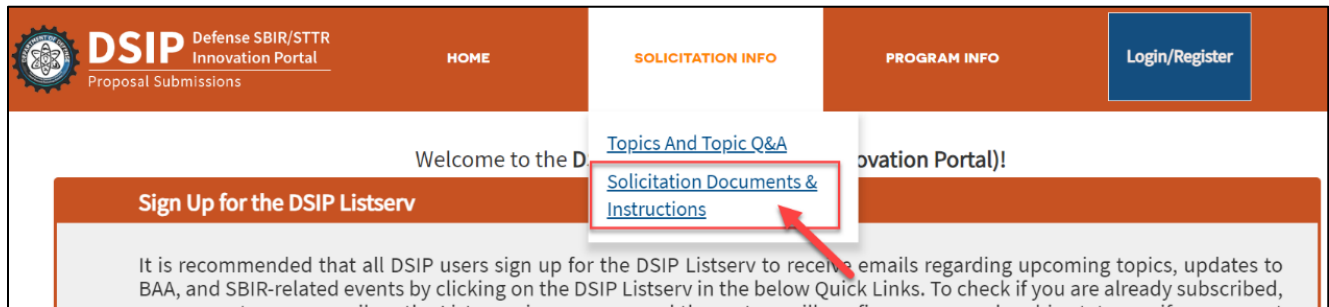 DSIP Defense SBIR/STTR
Innovation Portal
Proposal Submissions
HOME
SOLICITATION INFO
PROGRAM INFO
Login/Register
Topics And Topic Q&A
Solicitation Documents &
Instructions
Welcome to the D
ovation Portal)!
Sign Up for the DSIP Listserv
It is recommended that all DSIP users sign up for the DSIP Listserv to receive emails regarding upcoming topics, updates to
BAA, and SBIR-related events by clicking on the DSIP Listserv in the below Quick Links. To check if you are already subscribed,